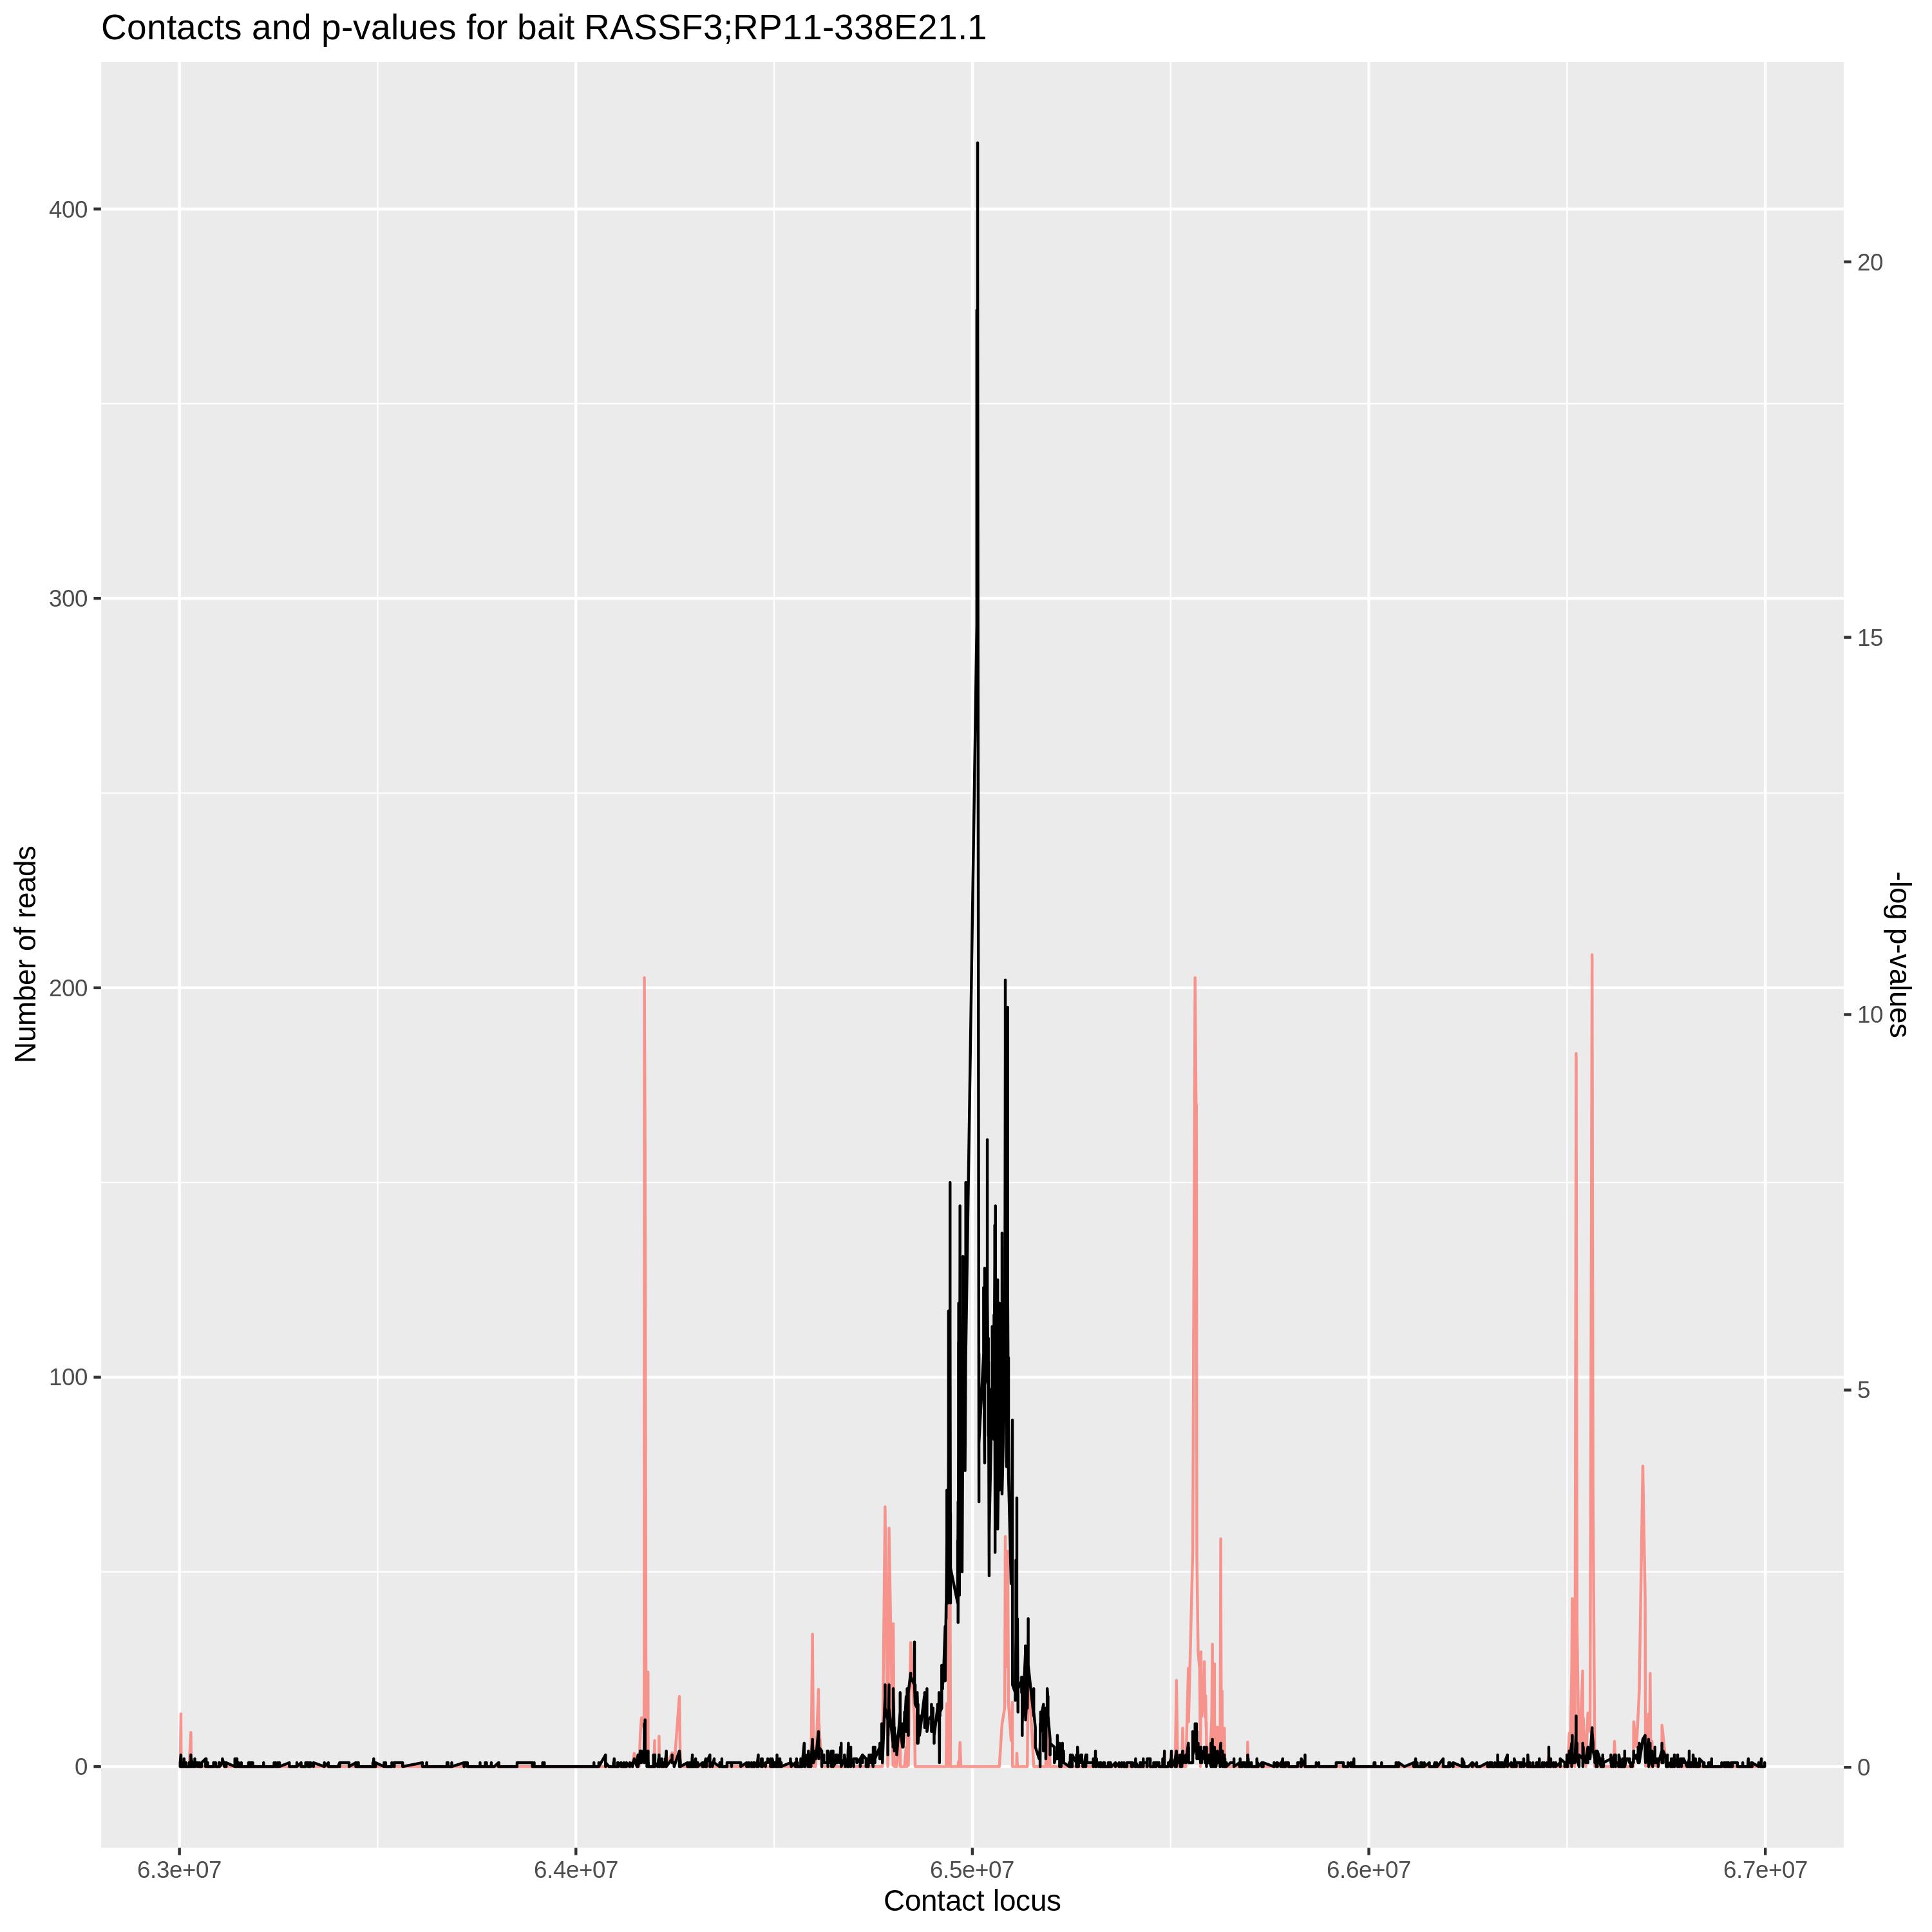 Contacts and p-values for bait RASSF3;RP11-338E21.1
400
300
200
100
0
Number of reads
20
15
10
5
0
-log p-values
6.3e+07
6.4e+07
6.5e+07
6.6e+07
6.7e+07
Contact locus